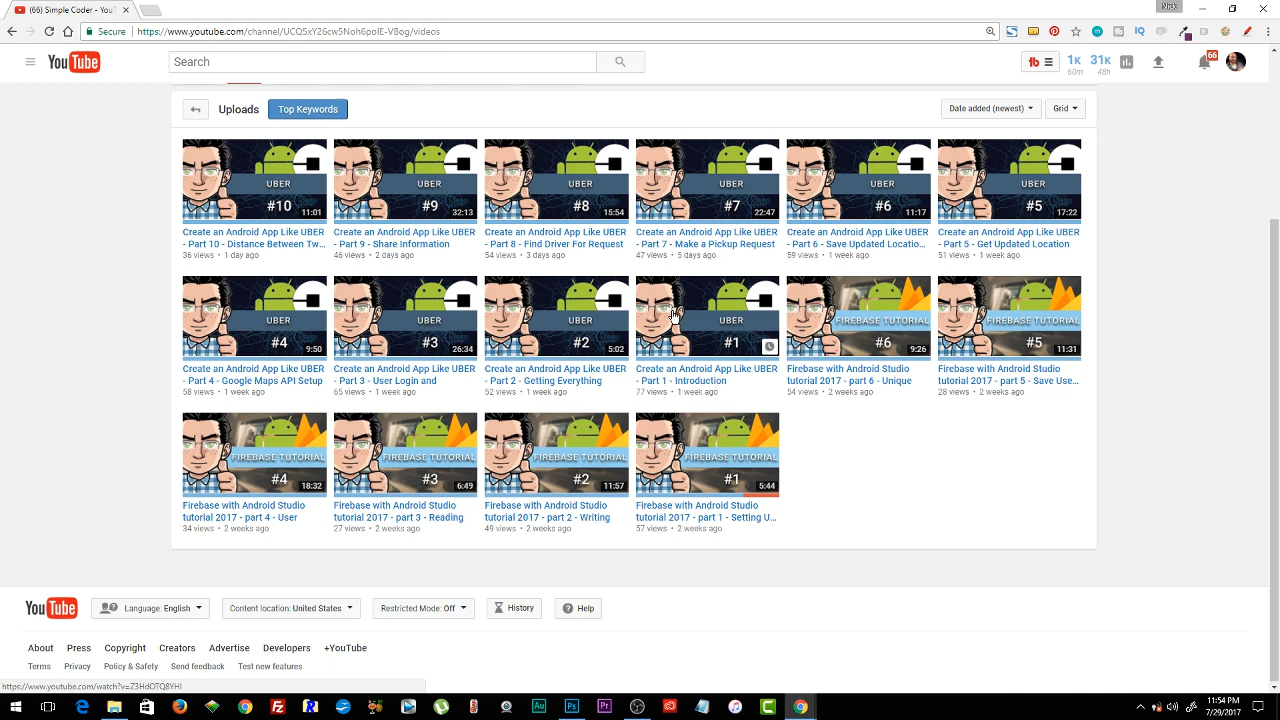 (66) Simple Coder - YouT
Secure
https://www.youtube.com/channel/UCQ5xY26cw5Noh6poIE-VBog/videos
YouTube
Search
tb
1K
60m
31K
48h
66
Uploads
Top Keywords
Date added (newest)
Grid
UBER
#10
11:01
UBER
#9
32:13
UBER
#8
15:54
UBER
#7
22:47
UBER
#6
11:17
UBER
#5
17:22
Create an Android App Like UBER
- Part 10 - Distance Between Tw...
36 views • 1 day ago
Create an Android App Like UBER
- Part 9 - Share Information
46 views • 2 days ago
Create an Android App Like UBER
- Part 8 - Find Driver For Request
54 views • 3 days ago
Create an Android App Like UBER
- Part 7 - Make a Pickup Request
47 views • 5 days ago
Create an Android App Like UBER
- Part 6 - Save Updated Locatio...
59 views • 1 week ago
Create an Android App Like UBER
- Part 5 - Get Updated Location
51 views • 1 week ago
UBER
#4
9:50
UBER
#3
26:34
UBER
#2
5:02
UBER
#1
FIREBASE TUTORIAL
#6
9:26
FIREBASE TUTORIAL
#5
11:31
Create an Android App Like UBER
- Part 4 - Google Maps API Setup
58 views • 1 week ago
Create an Android App Like UBER
- Part 3 - User Login and
65 views • 1 week ago
Create an Android App Like UBER
- Part 2 - Getting Everything
52 views • 1 week ago
Create an Android App Like UBER
- Part 1 - Introduction
77 views • 1 week ago
Firebase with Android Studio
tutorial 2017 - part 6 - Unique
54 views • 2 weeks ago
Firebase with Android Studio
tutorial 2017 - part 5 - Save Use...
28 views • 2 weeks ago
FIREBASE TUTORIAL
#4
18:32
FIREBASE TUTORIAL
#3
6:49
FIREBASE TUTORIAL
#2
11:57
FIREBASE TUTORIAL
#1
5:44
Firebase with Android Studio
tutorial 2017 - part 4 - User
34 views • 2 weeks ago
Firebase with Android Studio
tutorial 2017 - part 3 - Reading
27 views • 2 weeks ago
Firebase with Android Studio
tutorial 2017 - part 2 - Writing
49 views • 2 weeks ago
Firebase with Android Studio
tutorial 2017 - part 1 - Setting U...
57 views • 2 weeks ago
YouTube
Language: English
Content location: United States
Restricted Mode: Off
History
Help
About Press Copyright Creators Advertise Developers +YouTube
Terms Privacy Policy & Safety Send feedback Test new features
https://www.youtube.com/watch?v=Z3HdOTQ8YHI
Au
Ps
Pr
11:54 PM
7/29/2017